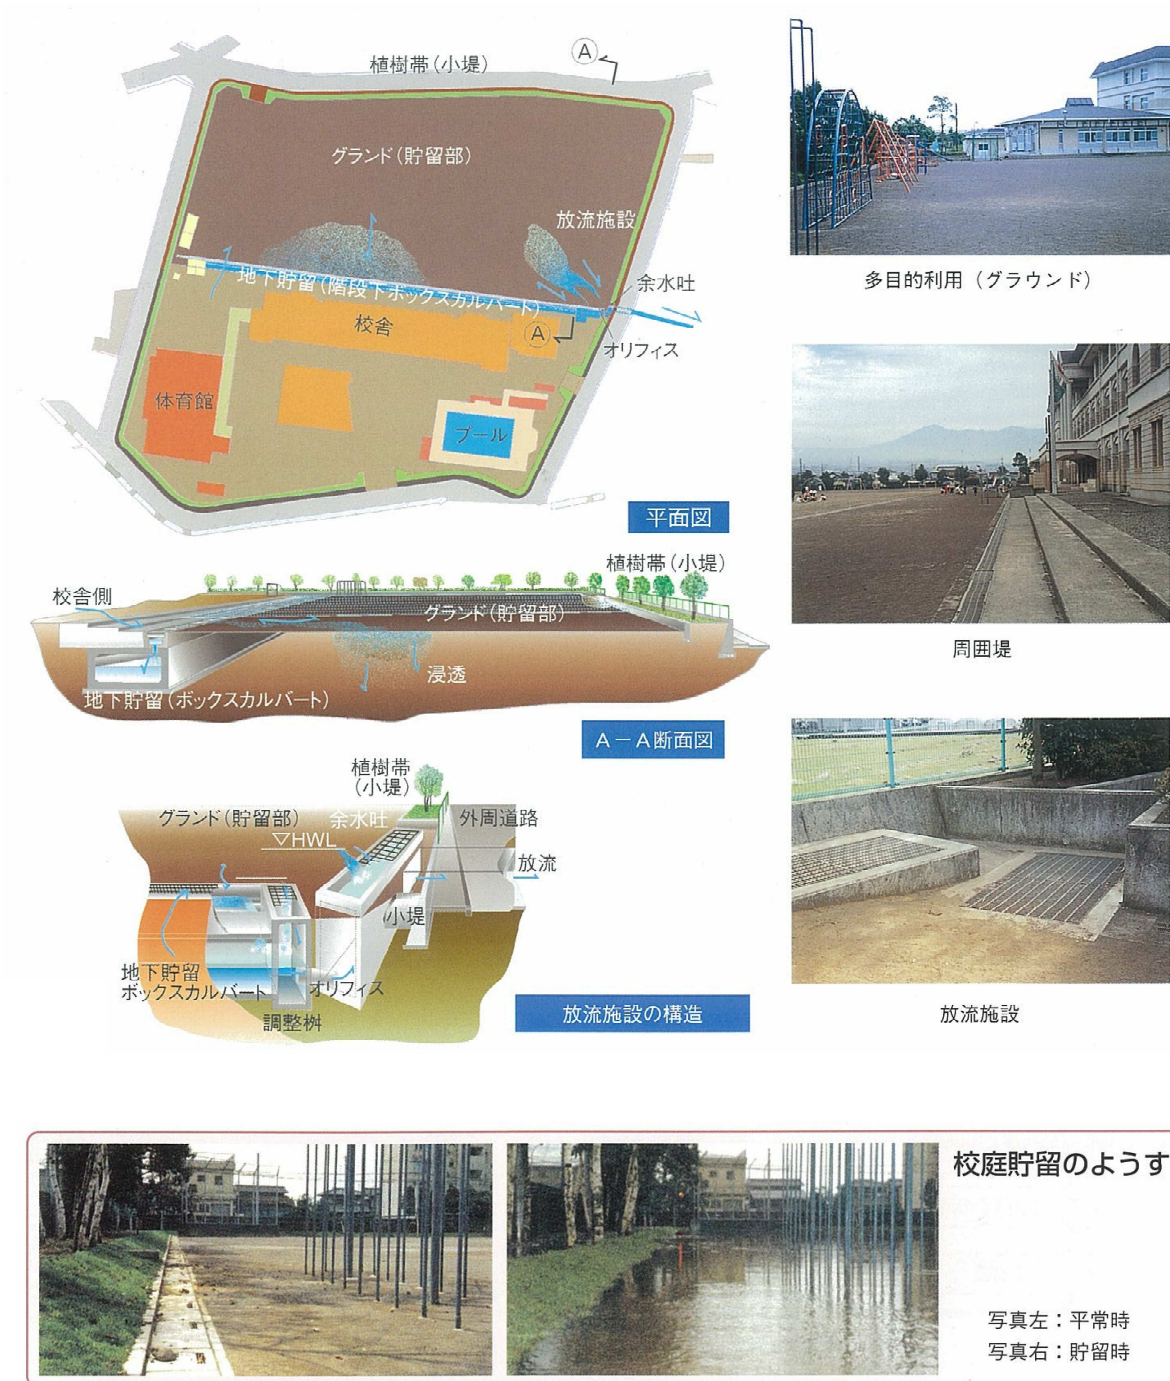 植樹帯(小堤)
A
グランド(貯留部)
放流施設
地下貯留(階段下ボックスカルバート)
余水吐
校舎
A
オリフィス
体育館
プール
平面図
植樹帯(小堤)
校舎側
グランド(貯留部)
浸透
地下貯留(ボックスカルバート)
A-A断面図
植樹帯
(小堤)
グランド(貯留部)
余水吐
外周道路
▽HWL
放流
小堤
地下貯留
ボックスカルバート
オリフィス
調整桝
放流施設の構造
多目的利用(グラウンド)
周囲堤
放流施設
校庭貯留のようす
写真左:平常時
写真右:貯留時